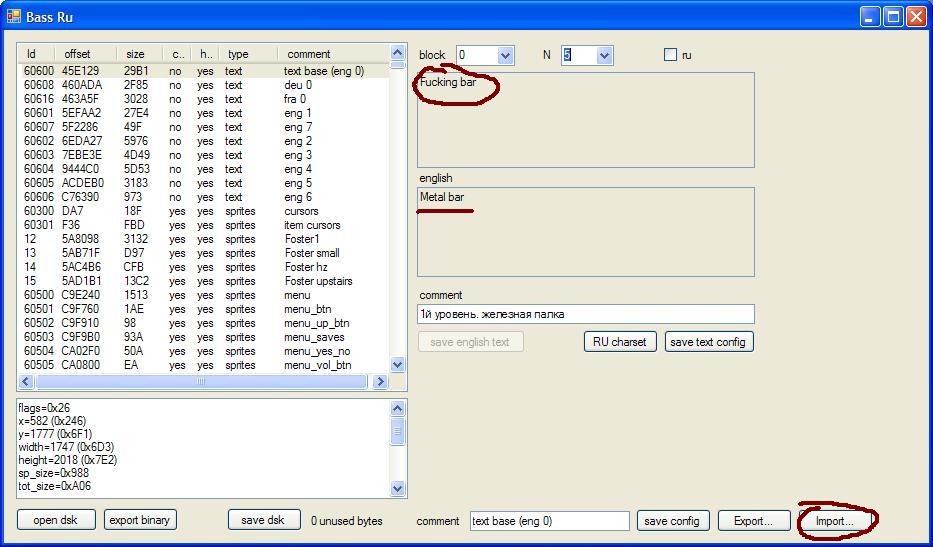 Bass Ru
Id offset size c.. h.. type comment
60600 45E129 29B1 no yes text text base (eng 0)
60608 460ADA 2F85 no yes text deu 0
60616 463A5F 3028 no yes text fra 0
60601 5EFAA2 27E4 no yes text eng 1
60607 5F2286 49F no yes text eng 7
60602 6EDA27 5976 no yes text eng 2
60603 7EBE3E 4D49 no yes text eng 3
60604 9444C0 5D53 no yes text eng 4
60605 ACDEB0 3183 no yes text eng 5
60606 C76390 973 no yes text eng 6
60300 DA7 18F yes yes sprites cursors
60301 F36 FBD yes yes sprites item cursors
12 5A8098 3132 yes yes sprites Foster1
13 5AB71F D97 yes yes sprites Foster small
14 5AC4B6 CFB yes yes sprites Foster hz
15 5AD1B1 13C2 yes yes sprites Foster upstairs
60500 C9E240 1513 yes yes sprites menu
60501 C9F760 1AE yes yes sprites menu_btn
60502 C9F910 98 yes yes sprites menu_up_btn
60503 C9F9B0 93A yes yes sprites menu_saves
60504 CA02F0 50A yes yes sprites menu_yes_no
60505 CA0800 EA yes yes sprites menu_vol_btn
flags=0x26
x=582 (0x246)
y=1777 (0x6F1)
width=1747 (0x6D3)
height=2018 (0x7E2)
sp_size=0x988
tot_size=0xA06
block 0 N 5 ru
Fucking bar
english
Metal bar
comment
1й уровень. железная палка
save english text RU charset save text config
open dsk export binary save dsk 0 unused bytes comment text base (eng 0) save config Export... Import...